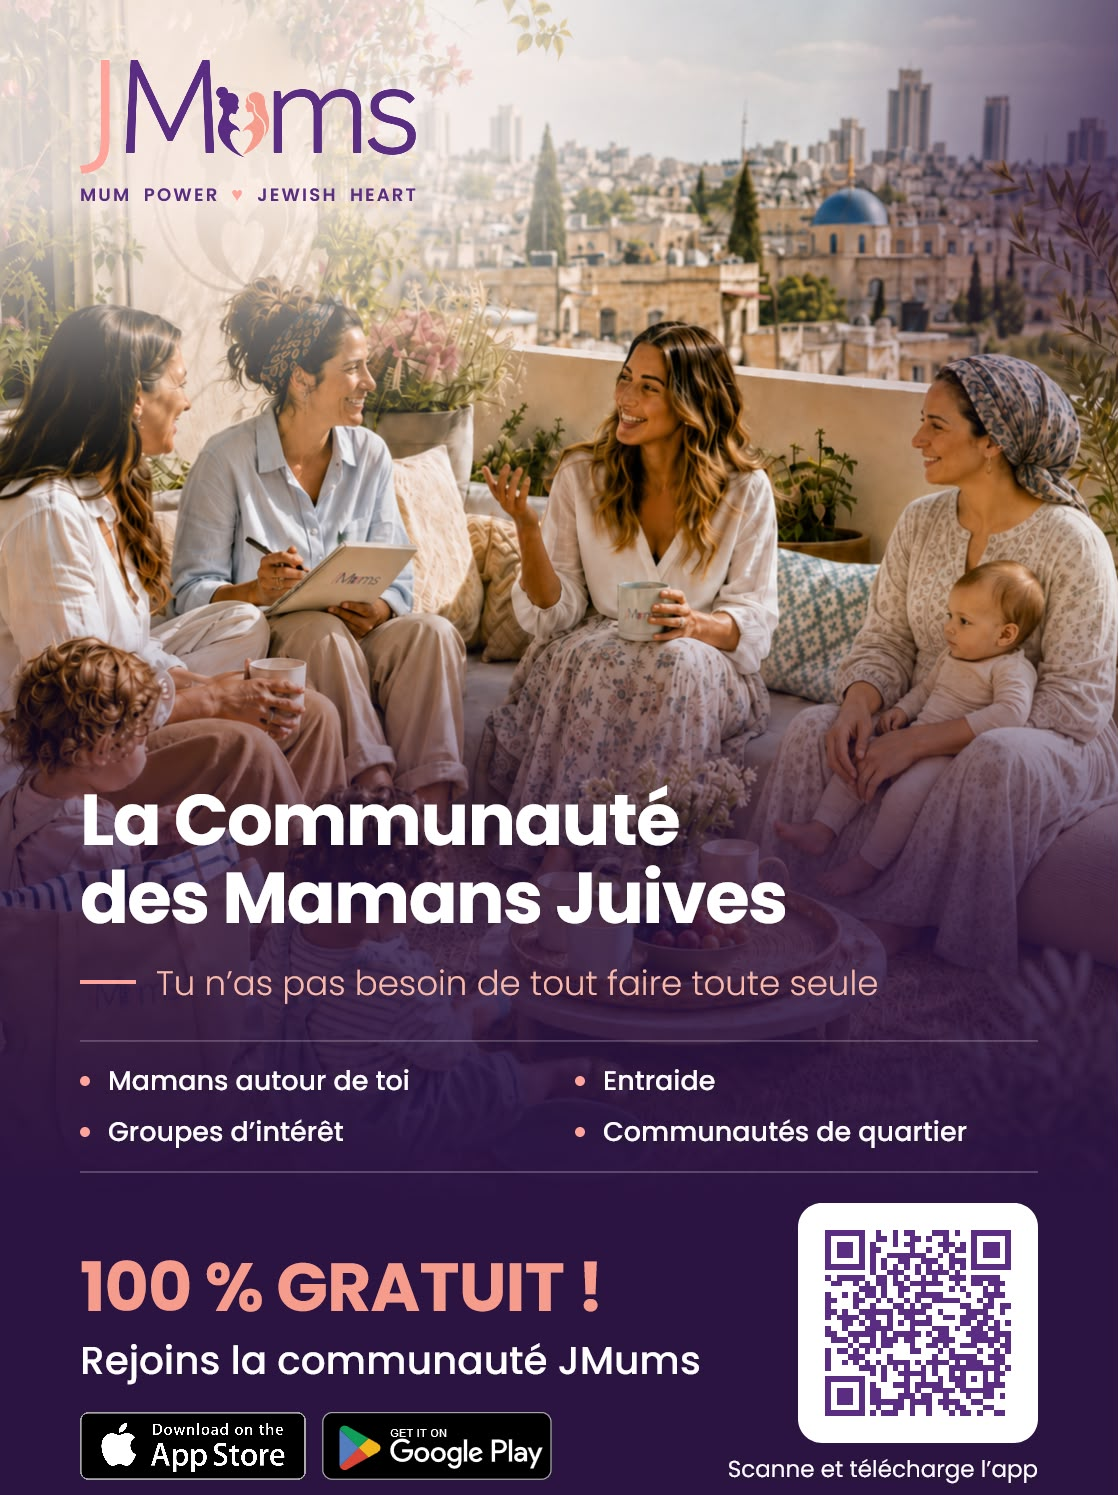 JMums
MUM POWER ♥ JEWISH HEART
JMums
Mums
La Communauté
des Mamans Juives
Tu n’as pas besoin de tout faire toute seule
• Mamans autour de toi
• Entraide
• Groupes d’intérêt
• Communautés de quartier
100 % GRATUIT !
Rejoins la communauté JMums
Download on the
App Store
GET IT ON
Google Play
Scanne et télécharge l’app